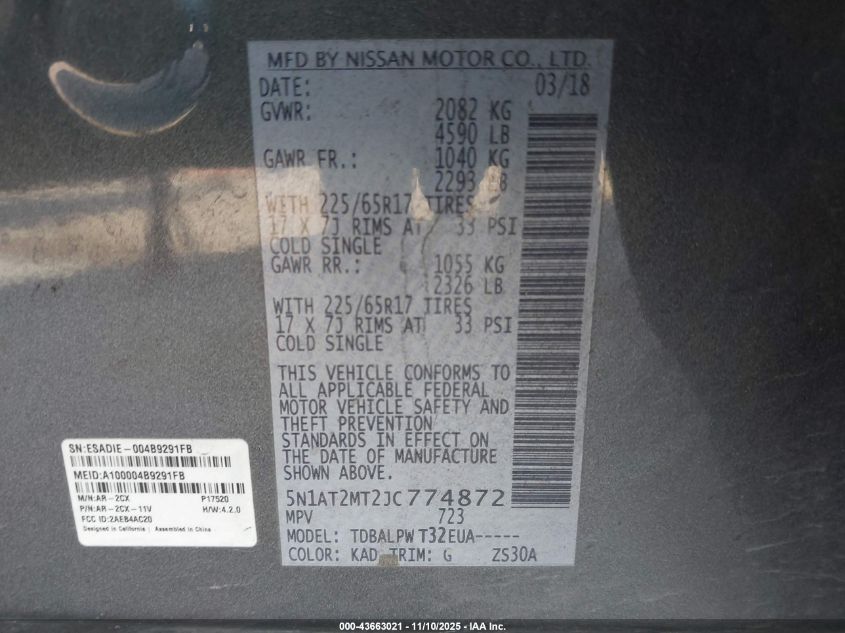 MFD BY NISSAN MOTOR CO., LTD.
DATE: 03/18
GVWR: 2082 KG
4590 LB
GAWR FR.: 1040 KG
2293 LB
WITH 225/65R17 TIRES
17 X 7J RIMS AT 33 PSI
COLD SINGLE
GAWR RR.: 1055 KG
2326 LB
WITH 225/65R17 TIRES
17 X 7J RIMS AT 33 PSI
COLD SINGLE
THIS VEHICLE CONFORMS TO
ALL APPLICABLE FEDERAL
MOTOR VEHICLE SAFETY AND
THEFT PREVENTION
STANDARDS IN EFFECT ON
THE DATE OF MANUFACTURE
SHOWN ABOVE.
5N1AT2MT2JC774872
MPV 723
MODEL: TDBALPW T32EUA-----
COLOR: KAD TRIM: G ZS30A
SN:ESADIE-004B9291FB
MEID:A100004B9291FB
M/N:AR-2CX P17520
P/N:AR-2CX-11V H/W:4.2.0
FCC ID:2AEB4AC20
Designed in California | Assembled in China
000-43663021 - 11/10/2025 - IAA Inc.